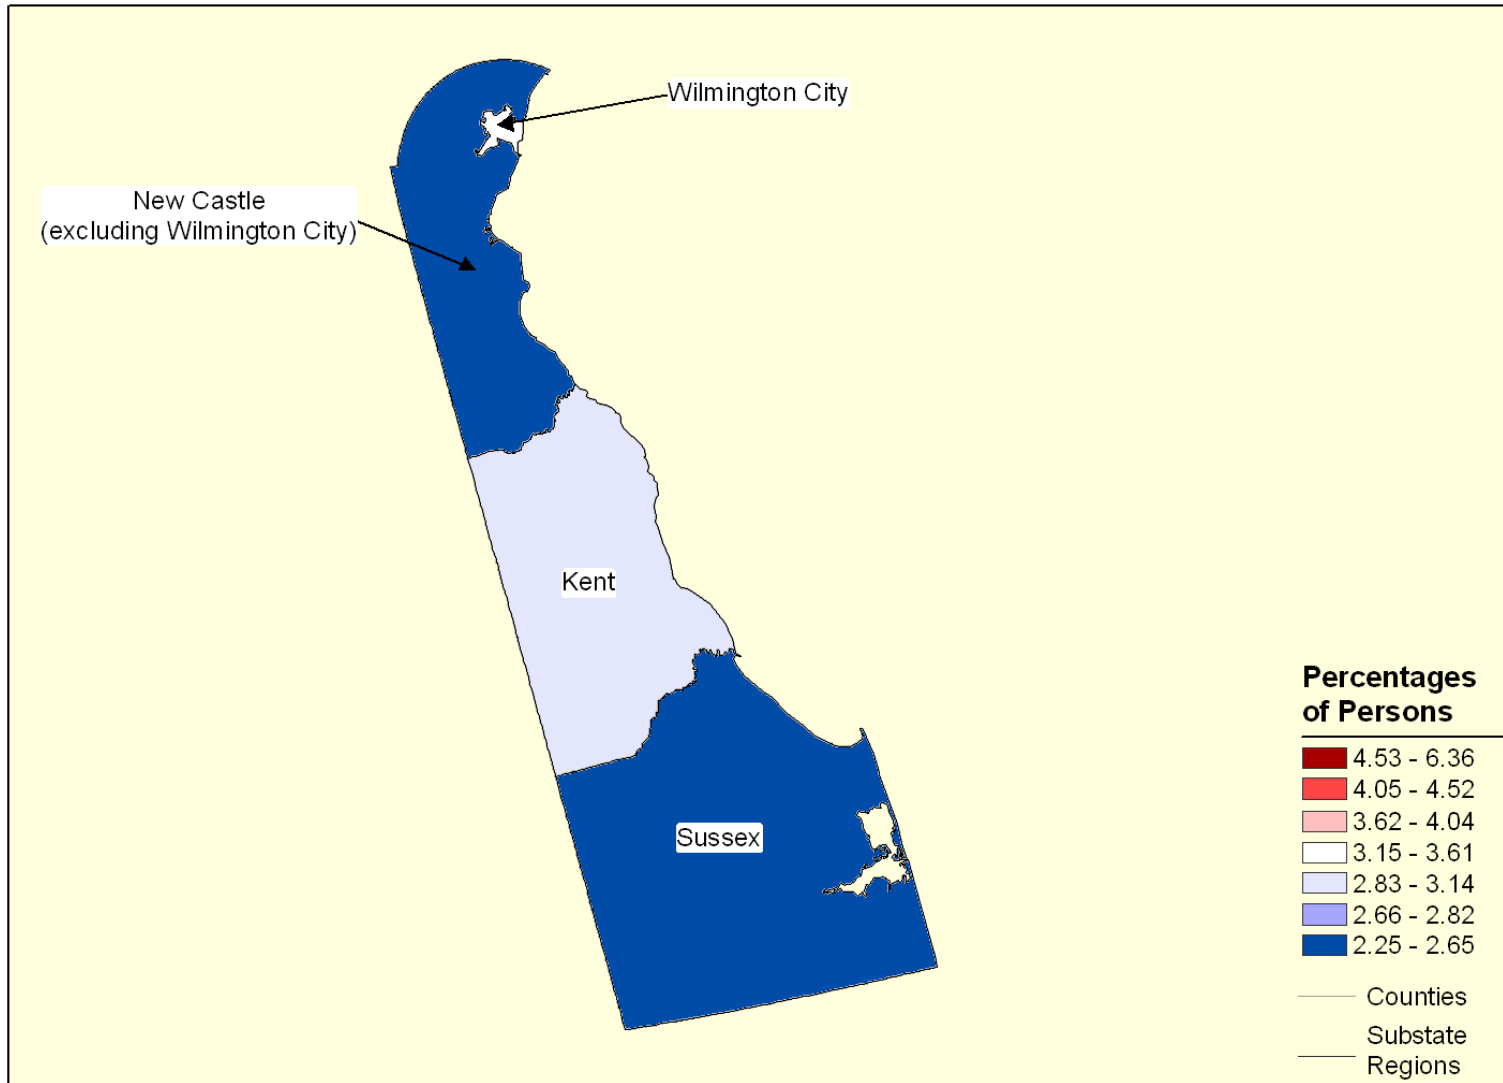 Wilmington City
New Castle
(excluding Wilmington City)
Kent
Sussex
Percentages
of Persons
4.53 - 6.36
4.05 - 4.52
3.62 - 4.04
3.15 - 3.61
2.83 - 3.14
2.66 - 2.82
2.25 - 2.65
Counties
Substate
Regions